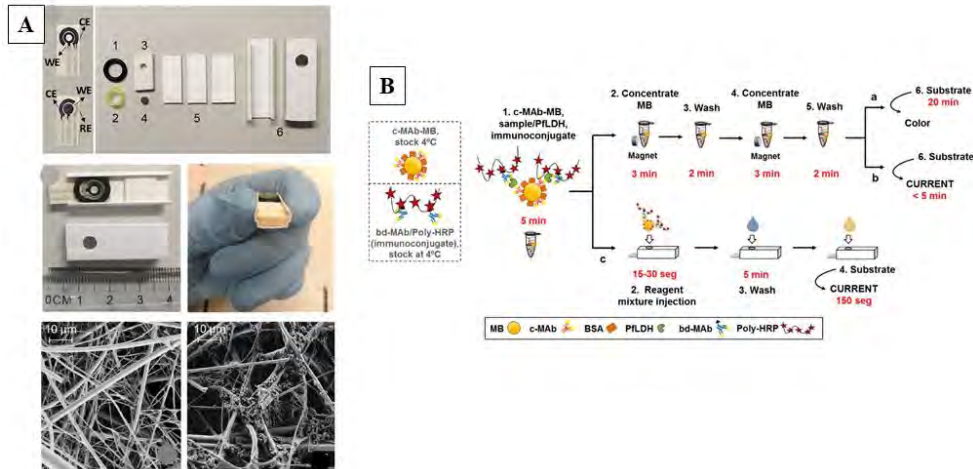 A
CE
WE
CE
WE
RE
1
2
3
4
5
6
0CM 1 2 3 4
10 µm
10 µm
B
c-MAb-MB,
stock 4ºC
bd-MAb/Poly-HRP
(immunoconjugate),
stock at 4ºC
1. c-MAb-MB,
sample/PfLDH,
immunoconjugate
5 min
2. Concentrate
MB
Magnet
3 min
3. Wash
2 min
4. Concentrate
MB
Magnet
3 min
5. Wash
2 min
a
6. Substrate
20 min
Color
b
6. Substrate
CURRENT
< 5 min
c
15-30 seg
2. Reagent
mixture injection
5 min
3. Wash
4. Substrate
CURRENT
150 seg
MB c-MAb BSA PfLDH bd-MAb Poly-HRP